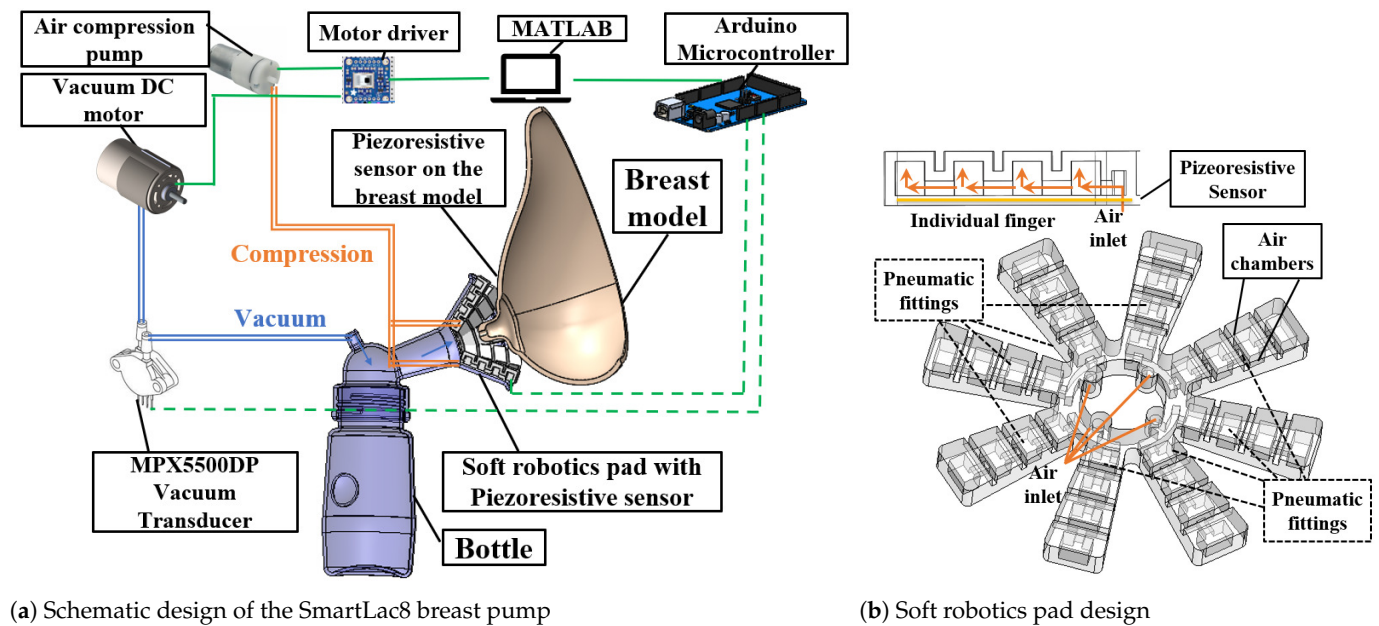 Air compression
pump
Motor driver
MATLAB
Arduino
Microcontroller
Vacuum DC
motor
Piezoresistive
sensor on the
breast model
Breast
model
Compression
Vacuum
MPX5500DP
Vacuum
Transducer
Soft robotics pad with
Piezoresistive sensor
Bottle
(a) Schematic design of the SmartLac8 breast pump
Pizeoresistive
Sensor
Individual finger
Air
inlet
Air
chambers
Pneumatic
fittings
Air
inlet
Pneumatic
fittings
(b) Soft robotics pad design